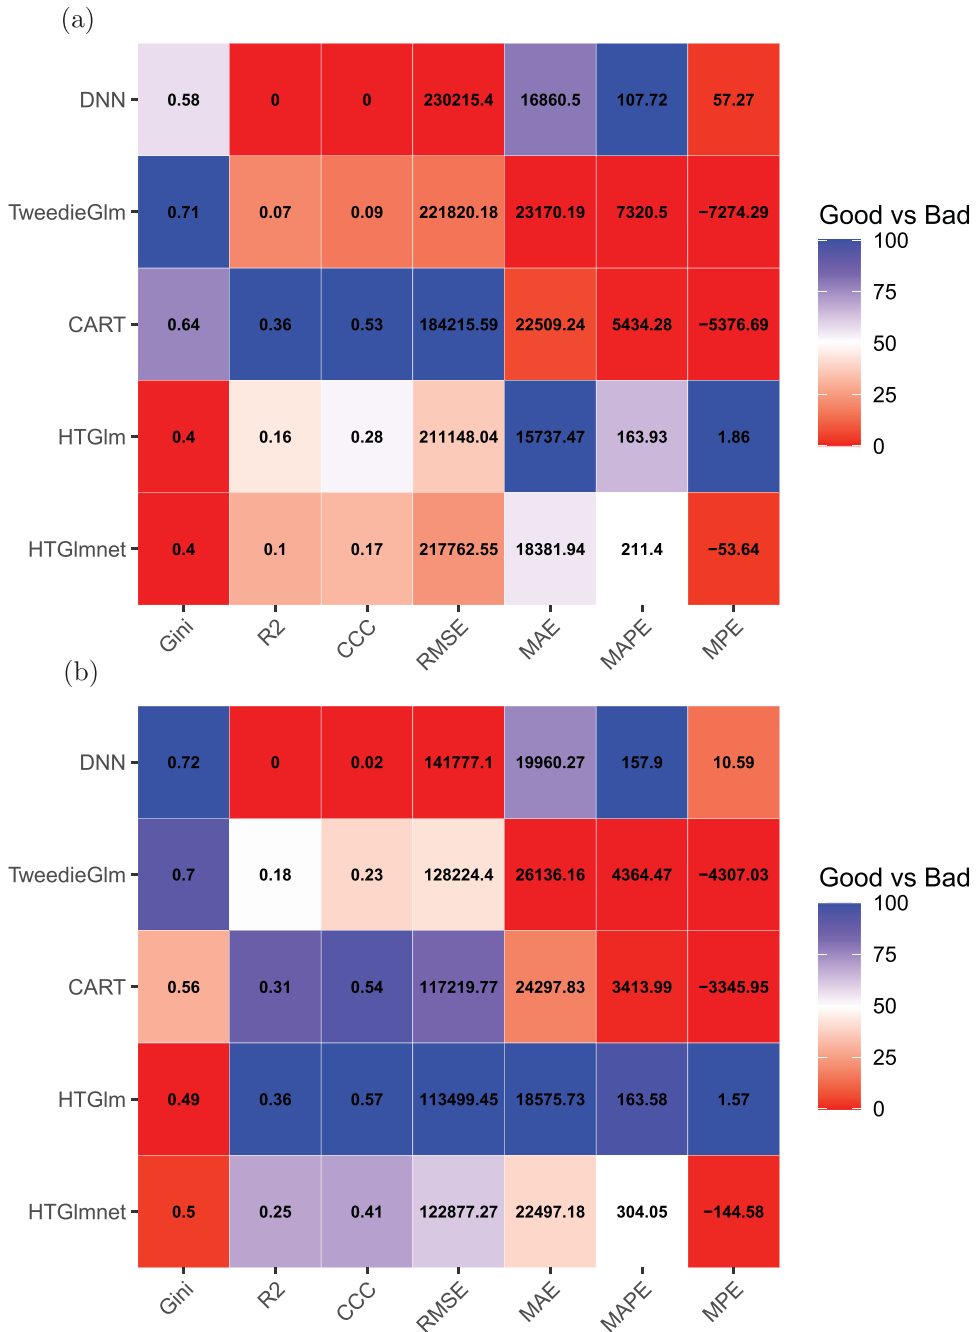 (a)
DNN 0.58 0 0 230215.4 16860.5 107.72 57.27
TweedieGlm 0.71 0.07 0.09 221820.18 23170.19 7320.5 −7274.29
CART 0.64 0.36 0.53 184215.59 22509.24 5434.28 −5376.69
HTGlm 0.4 0.16 0.28 211148.04 15737.47 163.93 1.86
HTGlmnet 0.4 0.1 0.17 217762.55 18381.94 211.4 −53.64
Gini R2 CCC RMSE MAE MAPE MPE
Good vs Bad
100
75
50
25
0
(b)
DNN 0.72 0 0.02 141777.1 19960.27 157.9 10.59
TweedieGlm 0.7 0.18 0.23 128224.4 26136.16 4364.47 −4307.03
CART 0.56 0.31 0.54 117219.77 24297.83 3413.99 −3345.95
HTGlm 0.49 0.36 0.57 113499.45 18575.73 163.58 1.57
HTGlmnet 0.5 0.25 0.41 122877.27 22497.18 304.05 −144.58
Gini R2 CCC RMSE MAE MAPE MPE
Good vs Bad
100
75
50
25
0